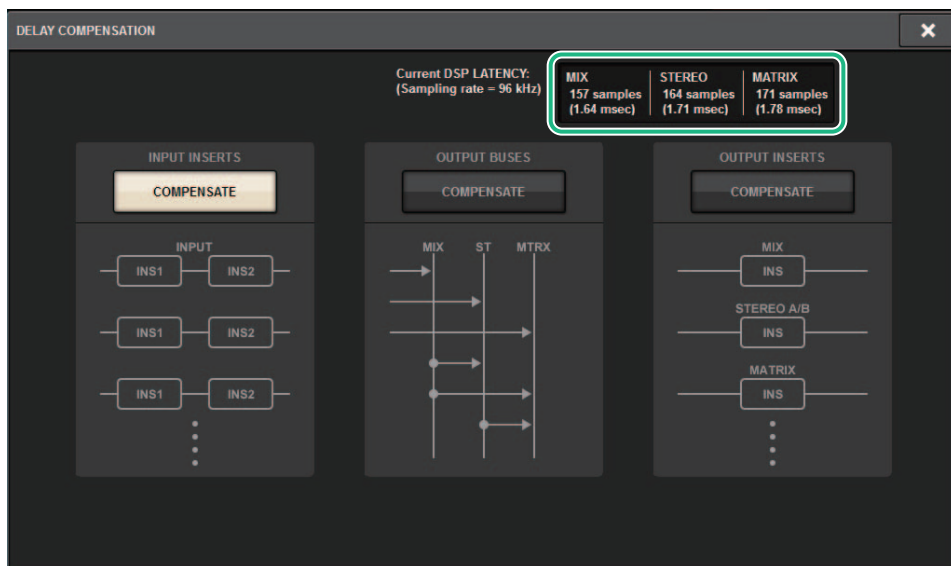 DELAY COMPENSATION
Current DSP LATENCY:
(Sampling rate = 96 kHz)
MIX
157 samples
(1.64 msec)
STEREO
164 samples
(1.71 msec)
MATRIX
171 samples
(1.78 msec)
INPUT INSERTS
COMPENSATE
INPUT
INS1 INS2
INS1 INS2
INS1 INS2
OUTPUT BUSES
COMPENSATE
MIX ST MTRX
OUTPUT INSERTS
COMPENSATE
MIX
INS
STEREO A/B
INS
MATRIX
INS